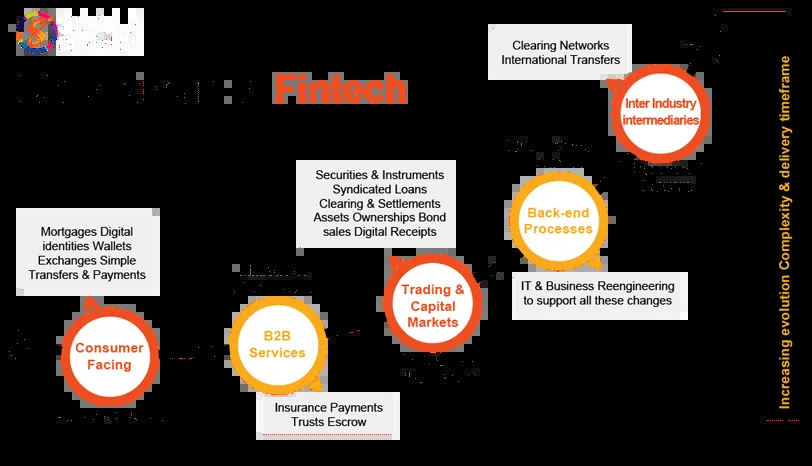 Fintech
Clearing Networks
International Transfers
Inter Industry
intermediaries
Securities & Instruments
Syndicated Loans
Clearing & Settlements
Assets Ownerships Bond
sales Digital Receipts
Back-end
Processes
Mortgages Digital
identities Wallets
Exchanges Simple
Transfers & Payments
IT & Business Reengineering
to support all these changes
Trading &
Capital
Markets
B2B
Services
Consumer
Facing
Insurance Payments
Trusts Escrow
Increasing evolution Complexity & delivery timeframe